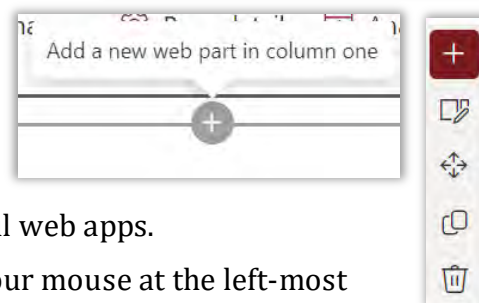 Add a new web part in column one
l web apps.
our mouse at the left-most